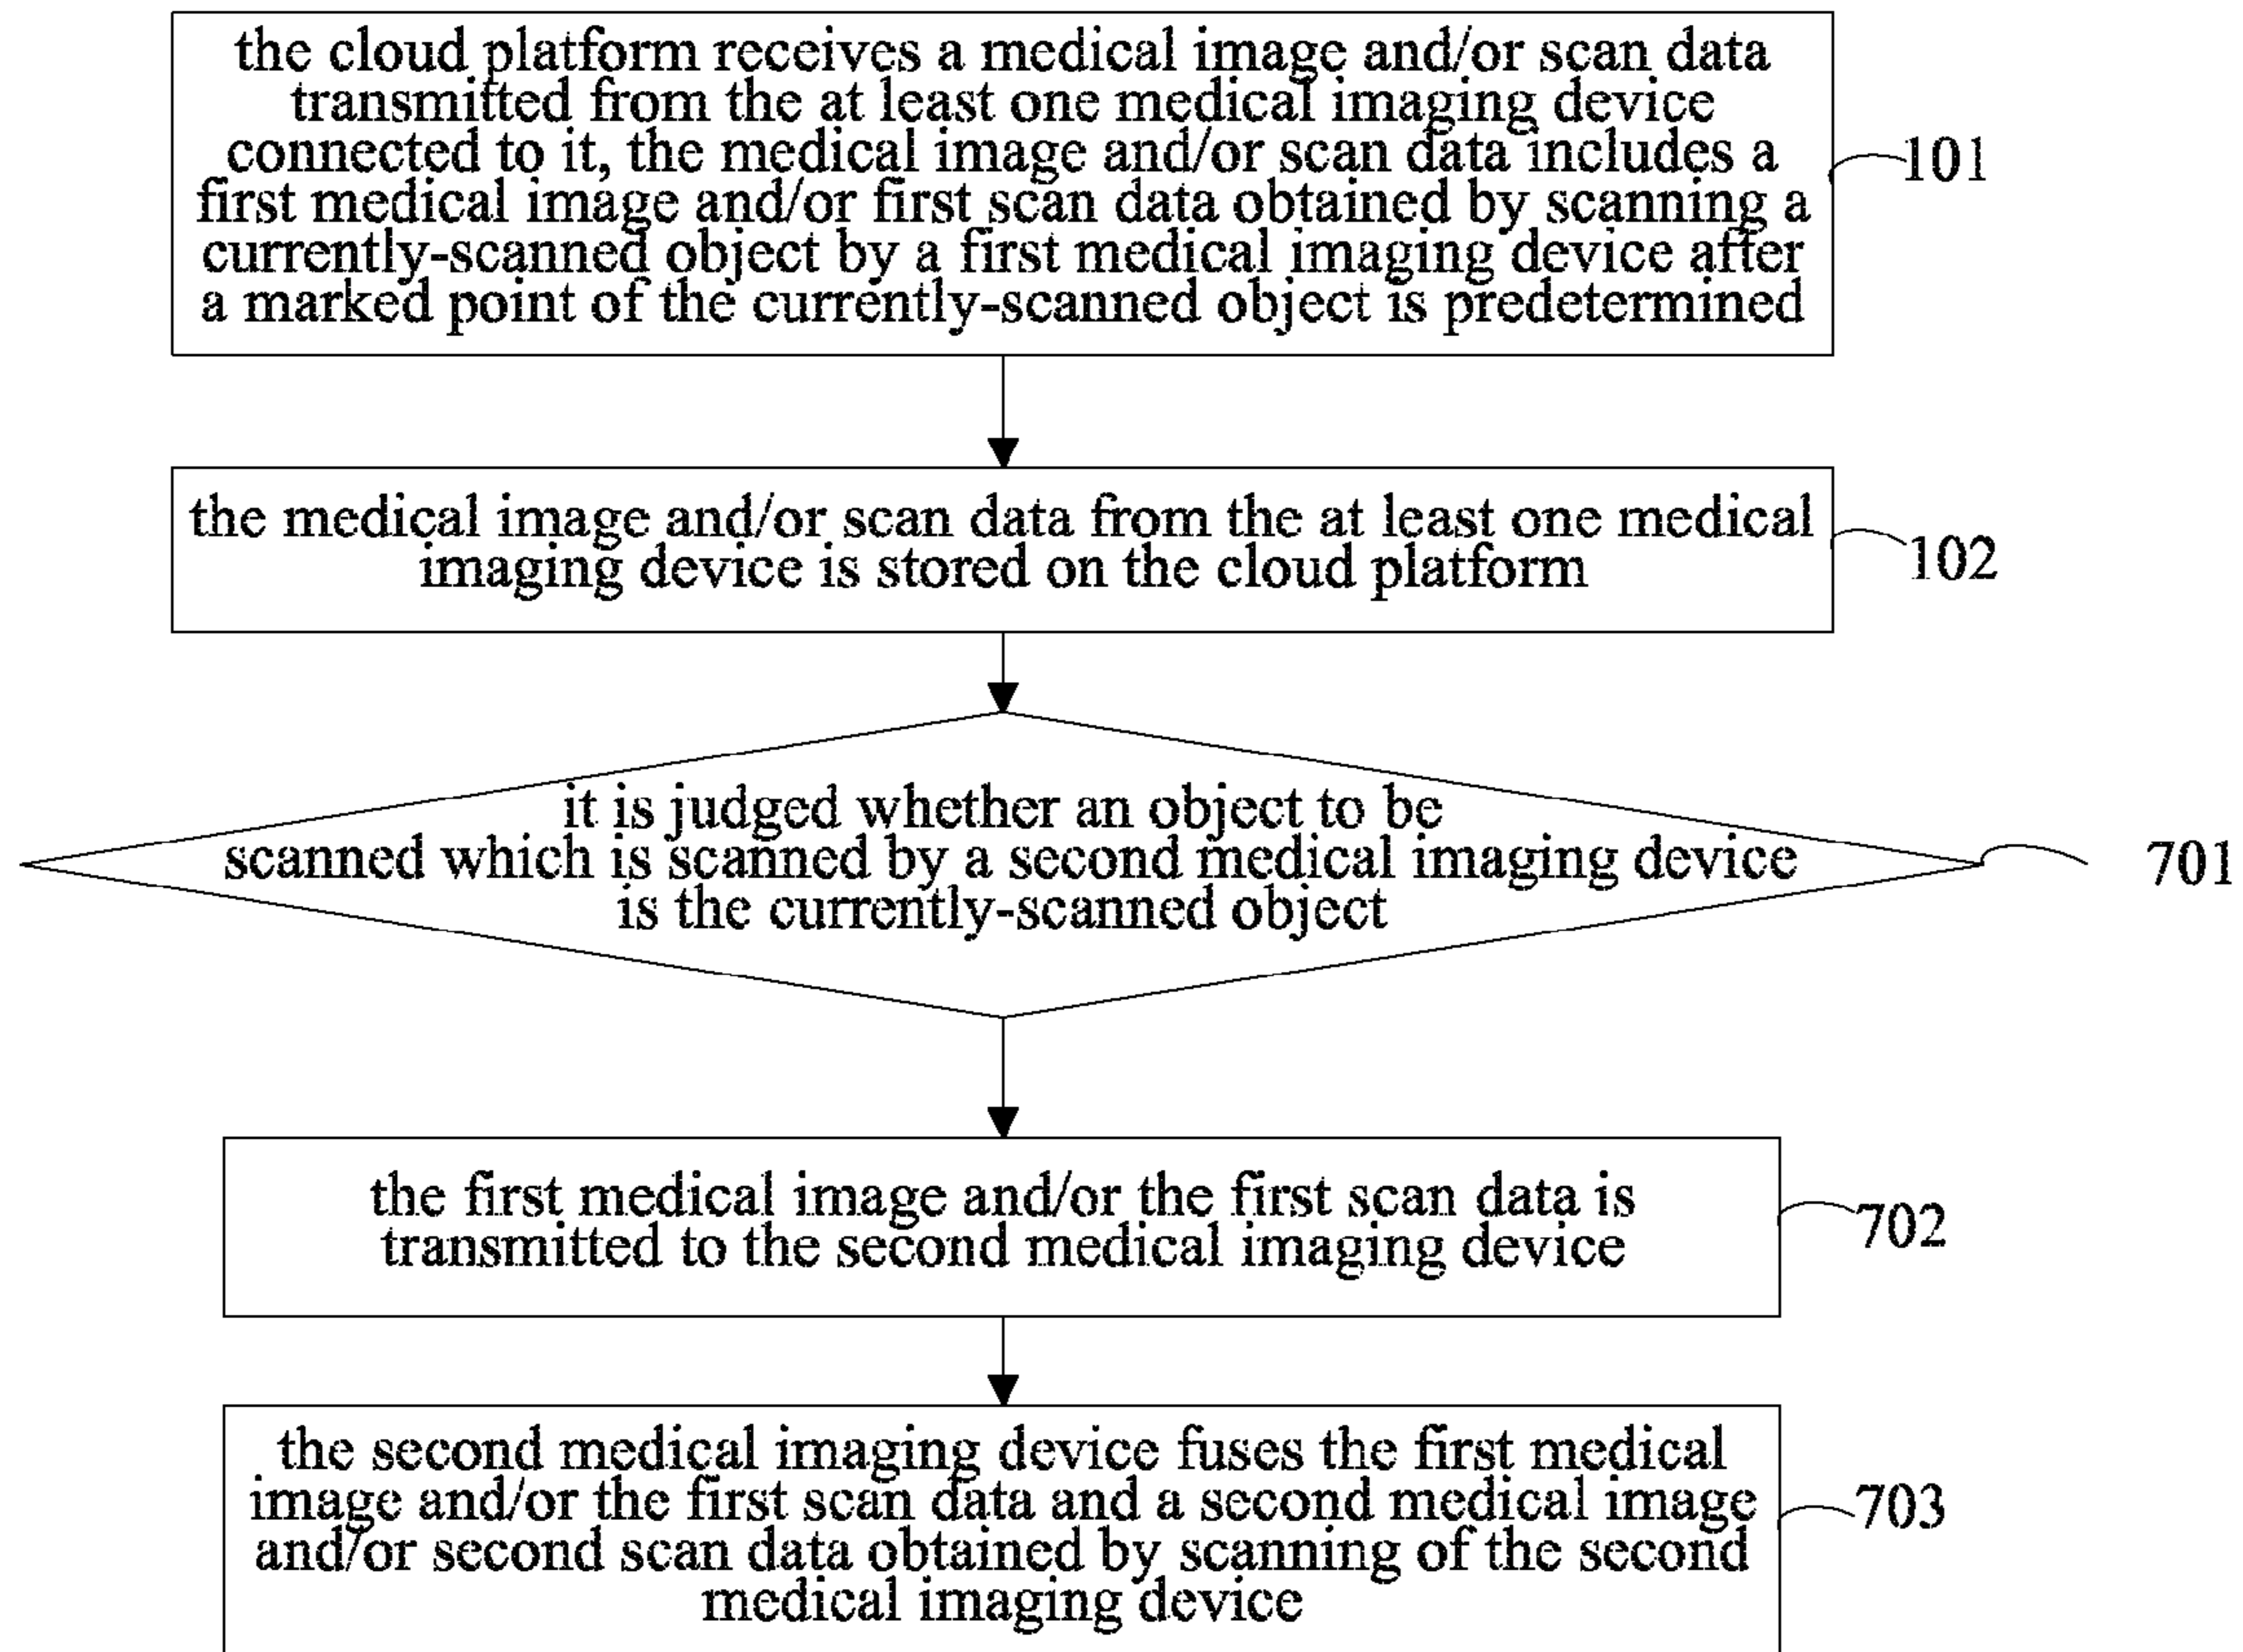 the cloud platform receives a medical image and/or scan data
transmitted from the at least one medical imaging device
connected to it, the medical image and/or scan data includes a
first medical image and/or first scan data obtained by scanning a
currently-scanned object by a first medical imaging device after
a marked point of the currently-scanned object is predetermined
101
the medical image and/or scan data from the at least one medical
imaging device is stored on the cloud platform
102
it is judged whether an object to be
scanned which is scanned by a second medical imaging device
is the currently-scanned object
701
the first medical image and/or the first scan data is
transmitted to the second medical imaging device
702
the second medical imaging device fuses the first medical
image and/or the first scan data and a second medical image
and/or second scan data obtained by scanning of the second
medical imaging device
703